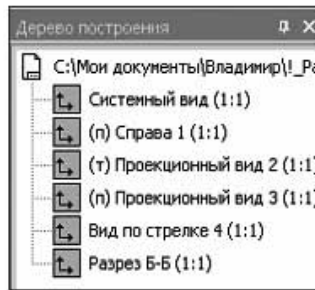 Дерево построения
C:\Мои документы\Владимир\!_Ра
Системный вид (1:1)
(п) Справа 1 (1:1)
(т) Проекционный вид 2 (1:1)
(п) Проекционный вид 3 (1:1)
Вид по стрелке 4 (1:1)
Разрез Б-Б (1:1)